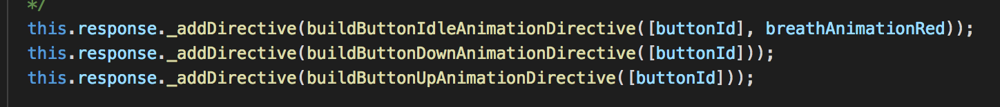 */
this.response._addDirective(buildButtonIdleAnimationDirective([buttonId], breathAnimationRed));
this.response._addDirective(buildButtonDownAnimationDirective([buttonId]));
this.response._addDirective(buildButtonUpAnimationDirective([buttonId]));